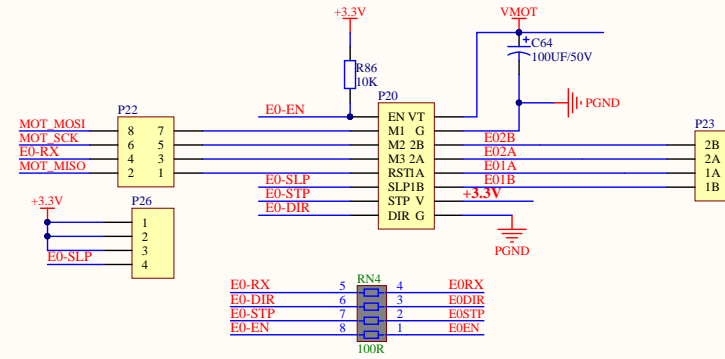 +3.3V
VMOT
C64
100UF/50V
R86
10K
PGND
P22
P20
P23
E0-EN
EN VT
MOT_MOSI
8 7
M1 G
MOT_SCK
6 5
M2 2B
E02B
2B
E0-RX
4 3
M3 2A
E02A
2A
MOT_MISO
2 1
RST1A
E01A
1A
E0-SLP
SLP1B
E01B
1B
+3.3V
P26
E0-STP
STP V
+3.3V
1
E0-DIR
DIR G
2
3
E0-SLP
4
PGND
RN4
E0-RX 5 4 E0RX
E0-DIR 6 3 E0DIR
E0-STP 7 2 E0STP
E0-EN 8 1 E0EN
100R